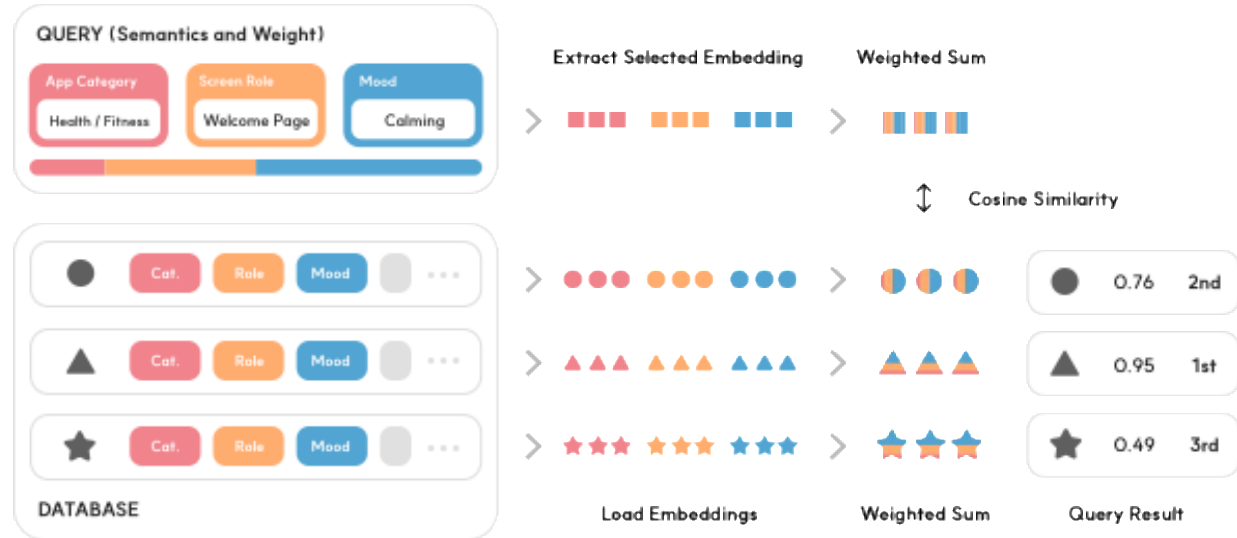 QUERY (Semantics and Weight)
App Category
Screen Role
Mood
Health / Fitness
Welcome Page
Calming
Extract Selected Embedding
Weighted Sum
Cosine Similarity
Cat.
Role
Mood
0.76
2nd
Cat.
Role
Mood
0.95
1st
Cat.
Role
Mood
0.49
3rd
DATABASE
Load Embeddings
Weighted Sum
Query Result